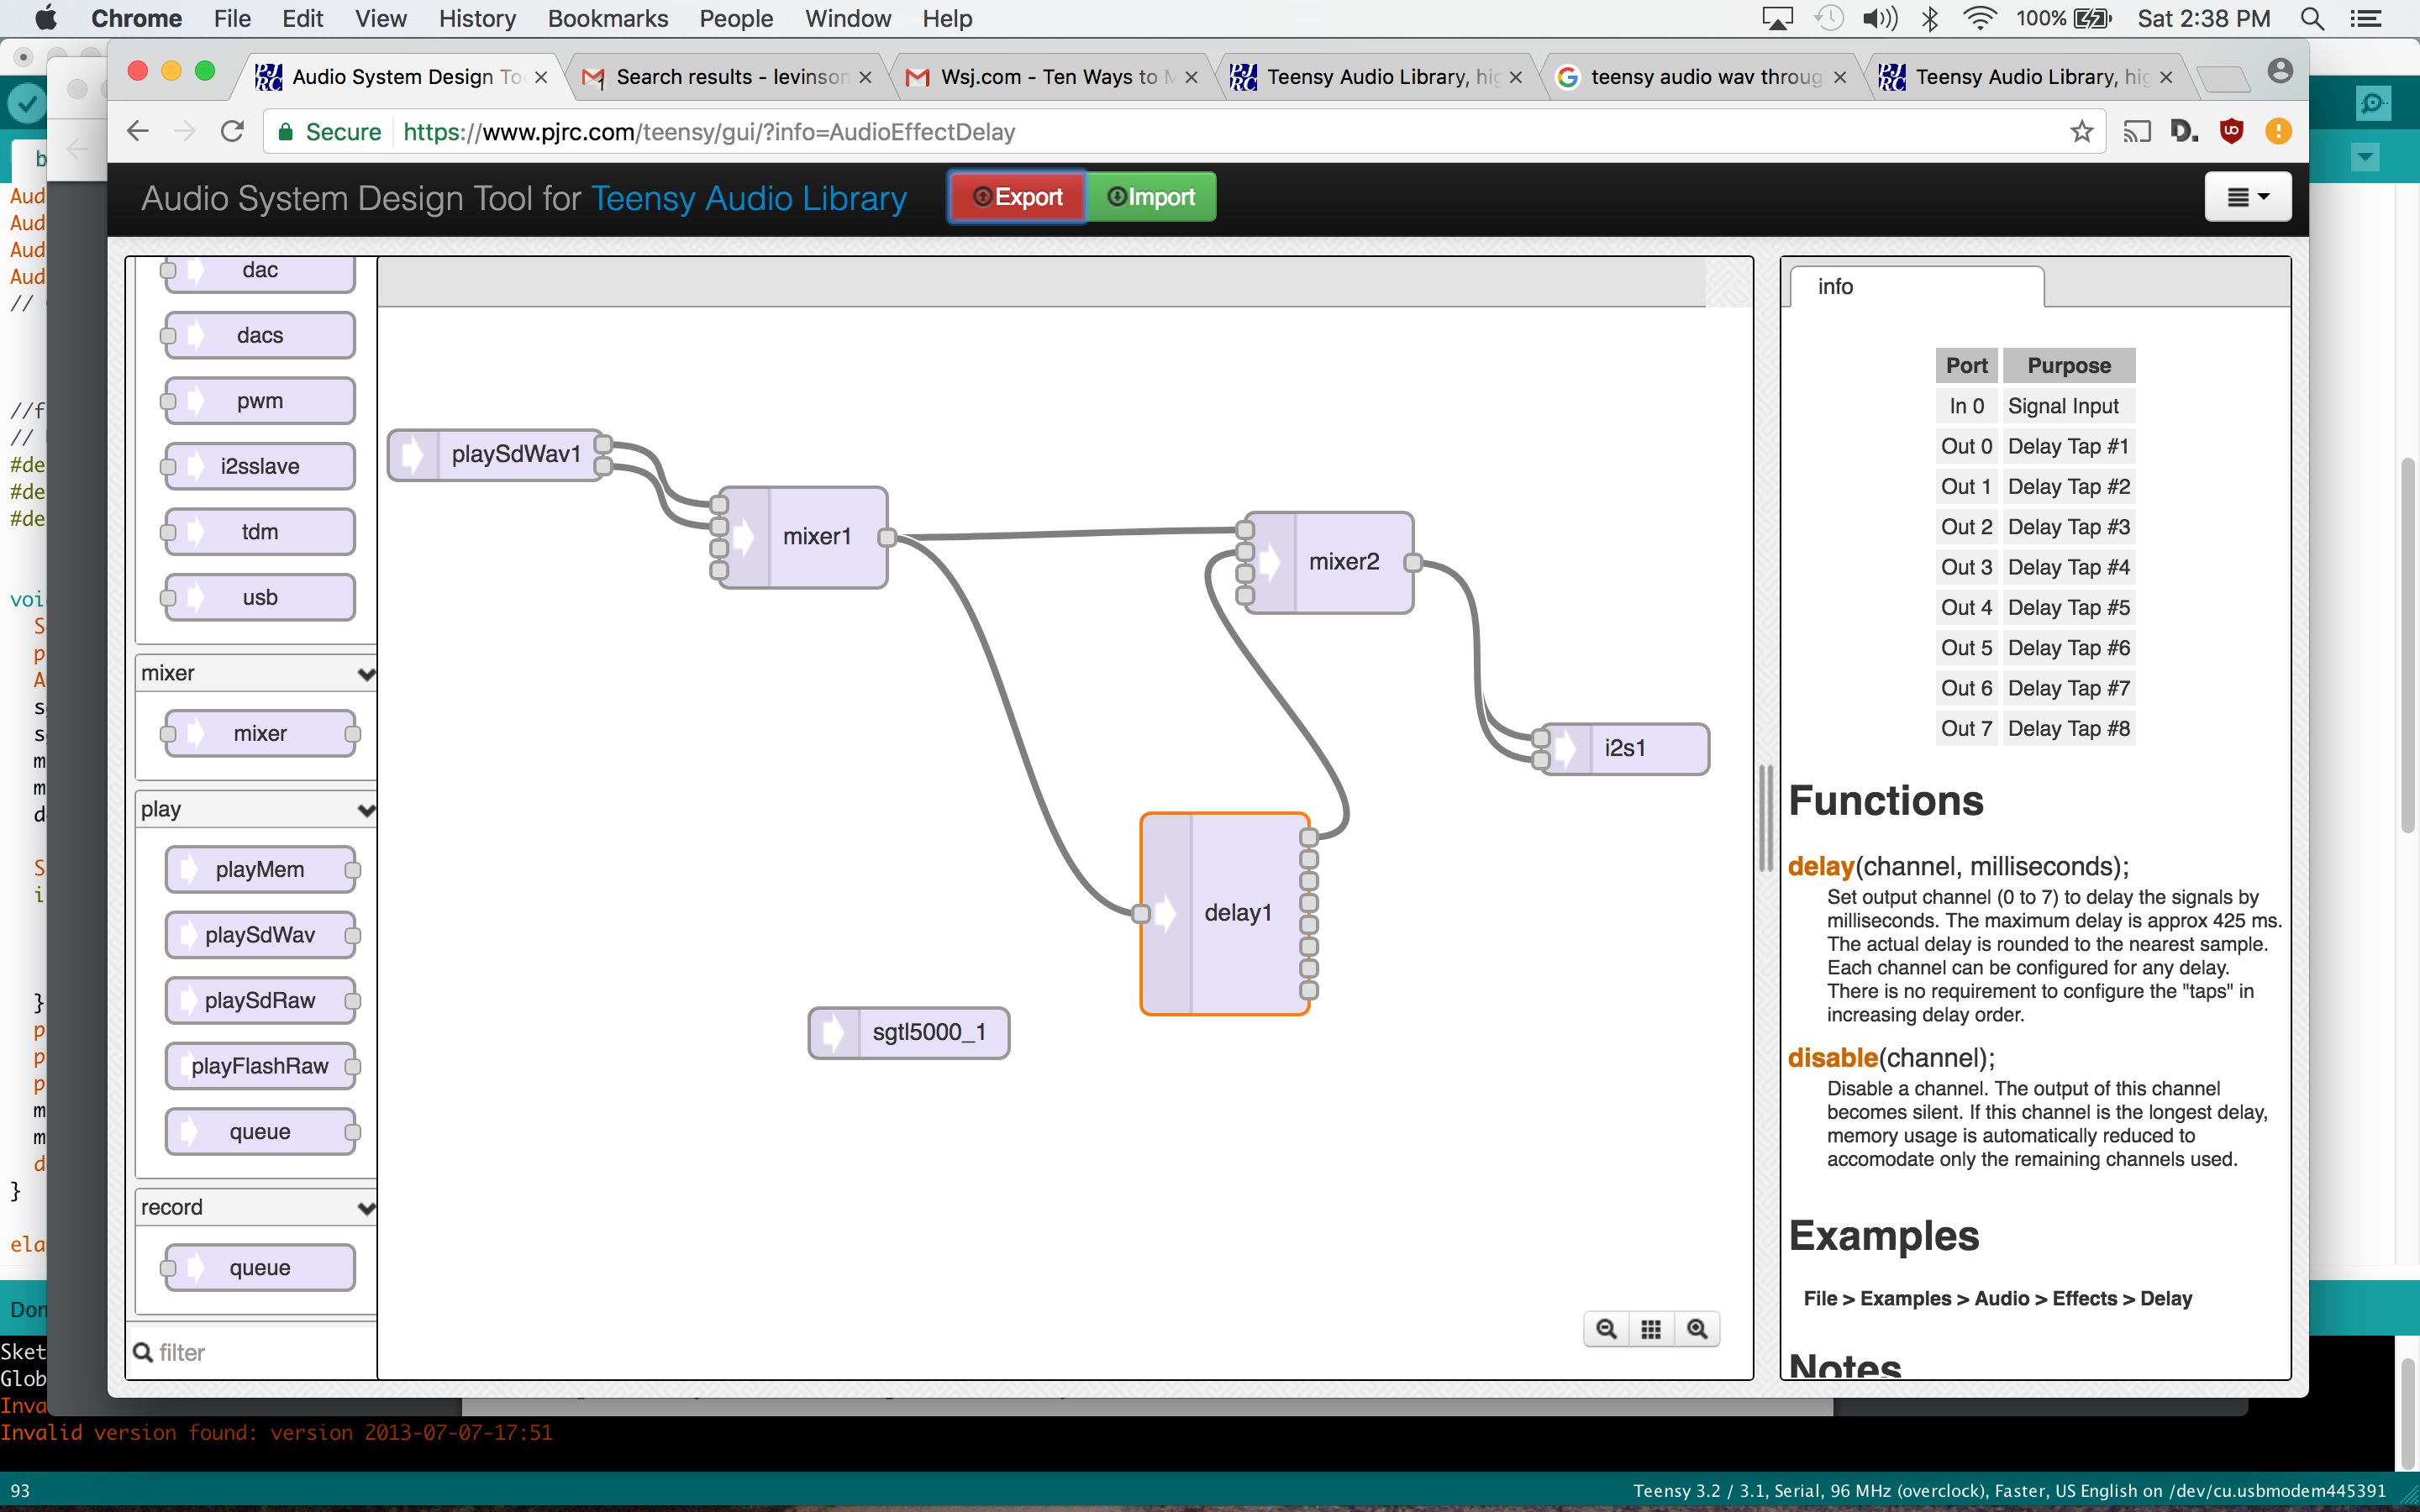 Chrome File Edit View History Bookmarks People Window Help 100% Sat 2:38 PM
Audio System Design To
Search results - levinson
Wsj.com - Ten Ways to M
Teensy Audio Library, hig
teensy audio wav throug
Teensy Audio Library, hig
Secure https://www.pjrc.com/teensy/gui/?info=AudioEffectDelay
Audio System Design Tool for Teensy Audio Library Export Import
dac
dacs
pwm
i2sslave
tdm
usb
mixer
mixer
play
playMem
playSdWav
playSdRaw
playFlashRaw
queue
record
queue
filter
playSdWav1
mixer1
mixer2
i2s1
delay1
sgtl5000_1
info
Port Purpose
In 0 Signal Input
Out 0 Delay Tap #1
Out 1 Delay Tap #2
Out 2 Delay Tap #3
Out 3 Delay Tap #4
Out 4 Delay Tap #5
Out 5 Delay Tap #6
Out 6 Delay Tap #7
Out 7 Delay Tap #8
Functions
delay(channel, milliseconds);
Set output channel (0 to 7) to delay the signals by
milliseconds. The maximum delay is approx 425 ms.
The actual delay is rounded to the nearest sample.
Each channel can be configured for any delay.
There is no requirement to configure the "taps" in
increasing delay order.
disable(channel);
Disable a channel. The output of this channel
becomes silent. If this channel is the longest delay,
memory usage is automatically reduced to
accomodate only the remaining channels used.
Examples
File > Examples > Audio > Effects > Delay
Notes
b
Aud
Aud
Aud
Aud
//
//f
//
#de
#de
#de
voi
S
p
A
s
s
m
m
d
S
i
}
p
p
p
m
m
d
}
ela
Don
Sket
Glob
Inva
Invalid version found: version 2013-07-07-17:51
93 Teensy 3.2 / 3.1, Serial, 96 MHz (overclock), Faster, US English on /dev/cu.usbmodem445391